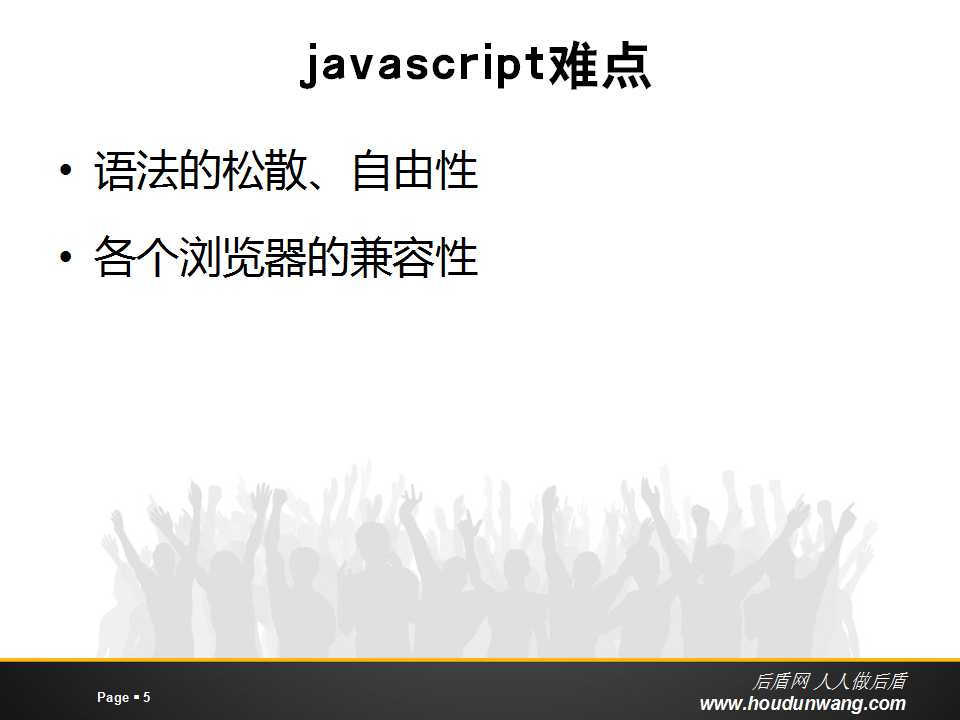 javascript难点
• 语法的松散、自由性
• 各个浏览器的兼容性
Page ▪ 5
后盾网 人人做后盾
www.houdunwang.com